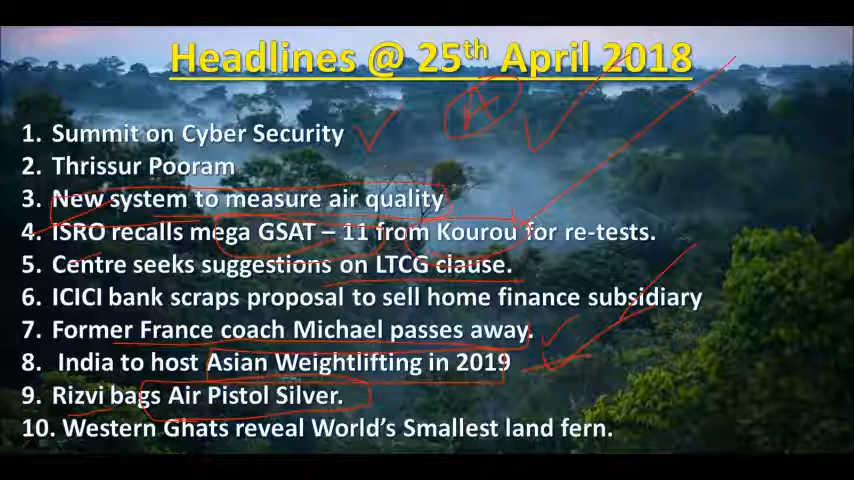 Headlines @ 25th April 2018
A
1. Summit on Cyber Security
2. Thrissur Pooram
3. New system to measure air quality
4. ISRO recalls mega GSAT – 11 from Kourou for re-tests.
5. Centre seeks suggestions on LTCG clause.
6. ICICI bank scraps proposal to sell home finance subsidiary
7. Former France coach Michael passes away.
8. India to host Asian Weightlifting in 2019
9. Rizvi bags Air Pistol Silver.
10. Western Ghats reveal World’s Smallest land fern.